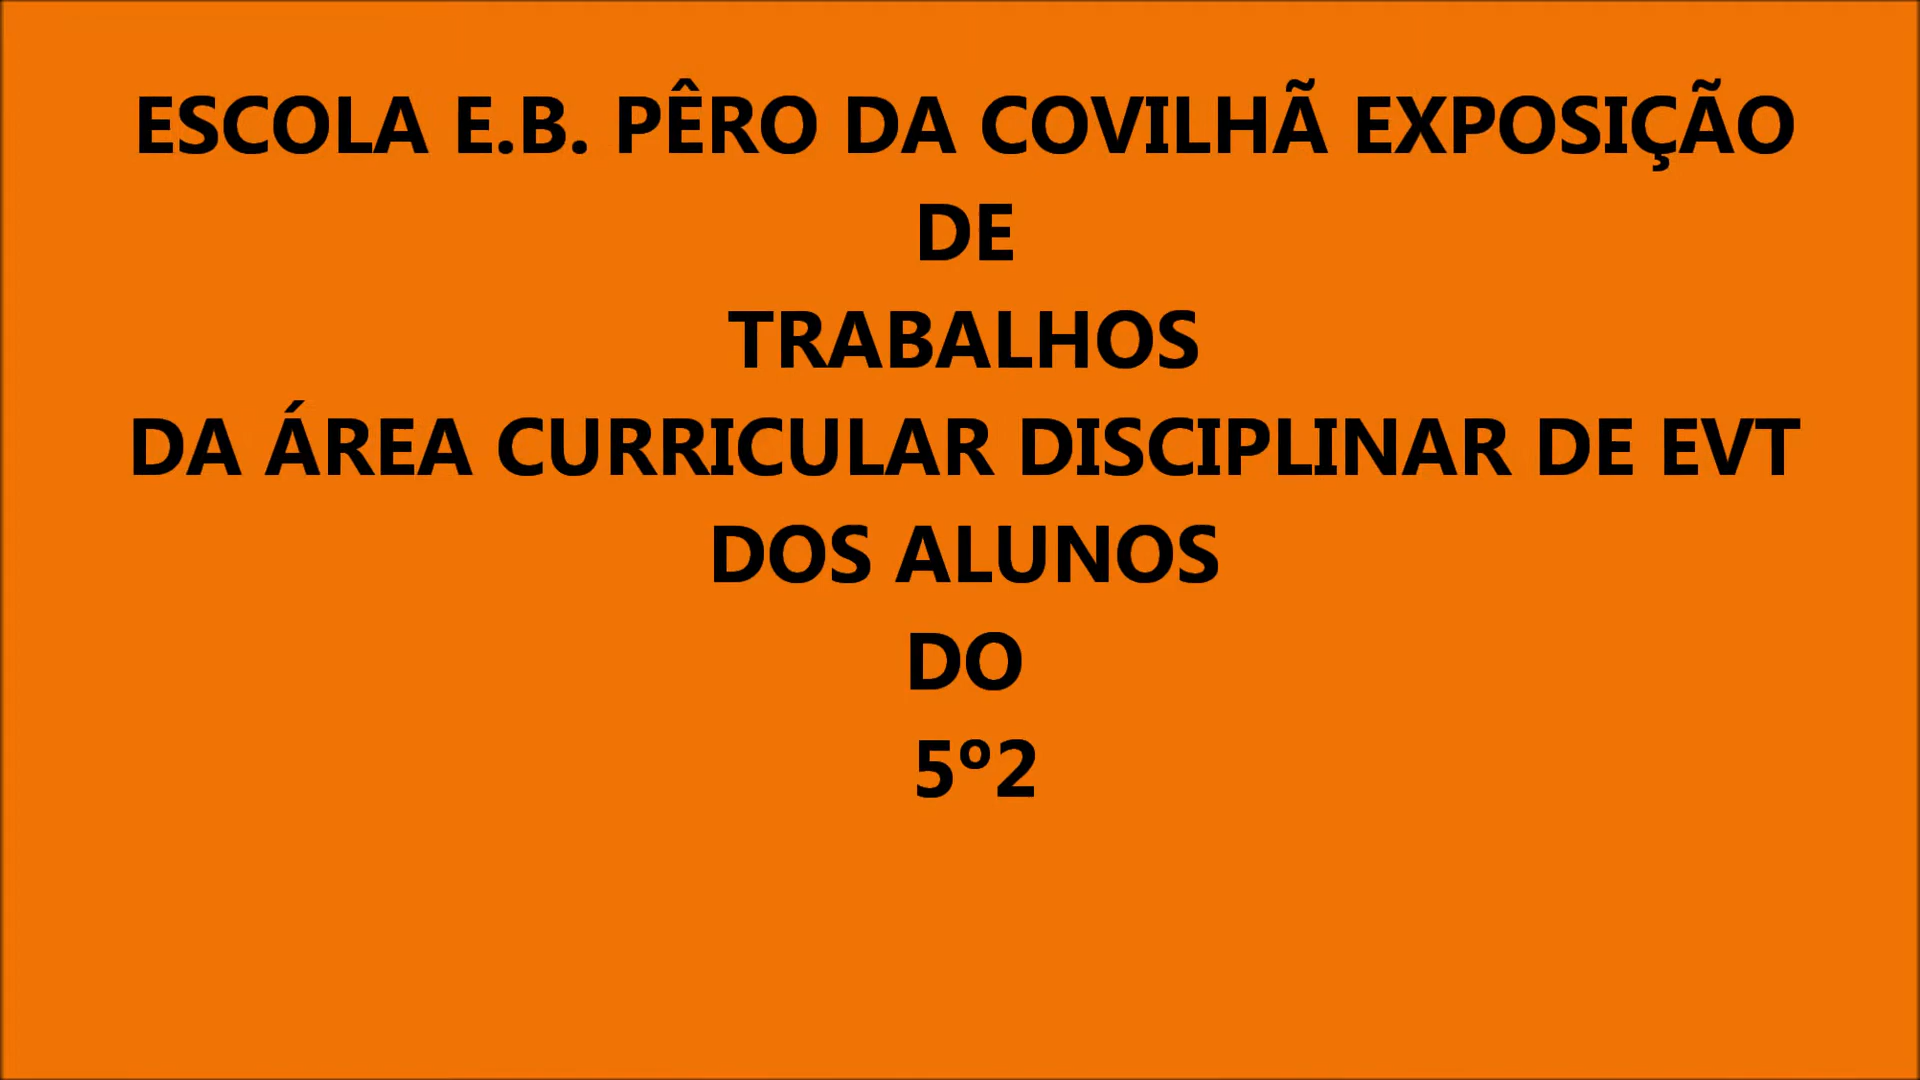 ESCOLA E.B. PÊRO DA COVILHÃ EXPOSIÇÃO
DE
TRABALHOS
DA ÁREA CURRICULAR DISCIPLINAR DE EVT
DOS ALUNOS
DO
5º2